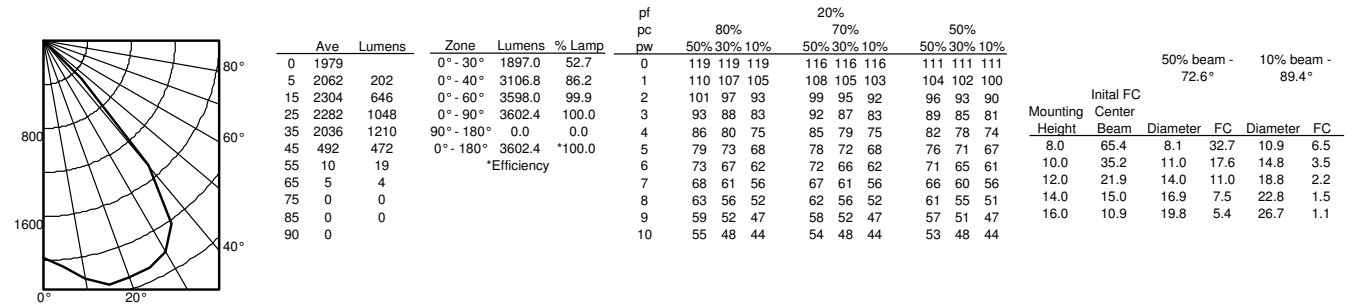 800
1600
0°
20°
40°
60°
80°
Ave Lumens
0 1979
5 2062 202
15 2304 646
25 2282 1048
35 2036 1210
45 492 472
55 10 19
65 5 4
75 0 0
85 0 0
90 0
Zone Lumens % Lamp
0° - 30° 1897.0 52.7
0° - 40° 3106.8 86.2
0° - 60° 3598.0 99.9
0° - 90° 3602.4 100.0
90° - 180° 0.0 0.0
0° - 180° 3602.4 *100.0
*Efficiency
pf 20%
pc 80% 70% 50%
pw 50% 30% 10% 50% 30% 10% 50% 30% 10%
0 119 119 119 116 116 116 111 111 111
1 110 107 105 108 105 103 104 102 100
2 101 97 93 99 95 92 96 93 90
3 93 88 83 92 87 83 89 85 81
4 86 80 75 85 79 75 82 78 74
5 79 73 68 78 72 68 76 71 67
6 73 67 62 72 66 62 71 65 61
7 68 61 56 67 61 56 66 60 56
8 63 56 52 62 56 52 61 55 51
9 59 52 47 58 52 47 57 51 47
10 55 48 44 54 48 44 53 48 44
50% beam - 10% beam -
72.6° 89.4°
Inital FC
Mounting Center
Height Beam Diameter FC Diameter FC
8.0 65.4 8.1 32.7 10.9 6.5
10.0 35.2 11.0 17.6 14.8 3.5
12.0 21.9 14.0 11.0 18.8 2.2
14.0 15.0 16.9 7.5 22.8 1.5
16.0 10.9 19.8 5.4 26.7 1.1